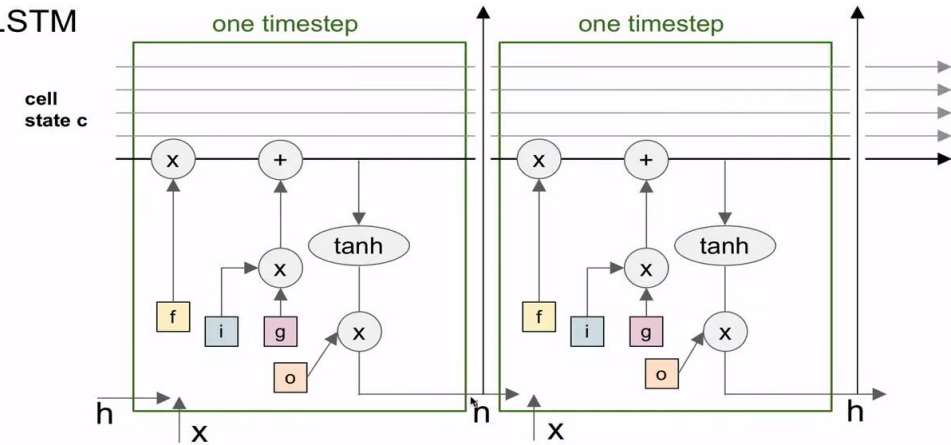 LSTM
one timestep
one timestep
cell
state c
x
+
x
+
tanh
tanh
x
x
f
i
g
x
f
i
g
x
o
o
h
x
h
x
h